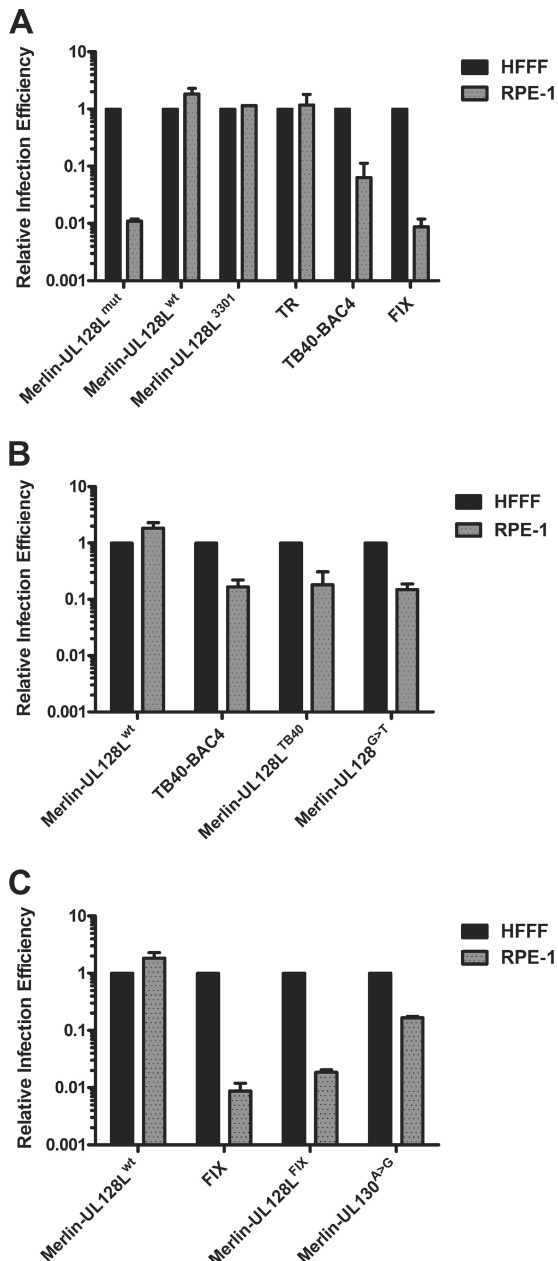 A
Relative Infection Efficiency
10
1
0.1
0.01
0.001
HFFF
RPE-1
Merlin-UL128L^mut
Merlin-UL128L^wt
Merlin-UL128L^3301
TR
TB40-BAC4
FIX
B
Relative Infection Efficiency
10
1
0.1
0.01
0.001
HFFF
RPE-1
Merlin-UL128L^wt
TB40-BAC4
Merlin-UL128L^TB40
Merlin-UL128^G>T
C
Relative Infection Efficiency
10
1
0.1
0.01
0.001
HFFF
RPE-1
Merlin-UL128L^wt
FIX
Merlin-UL128L^FIX
Merlin-UL130^A>G